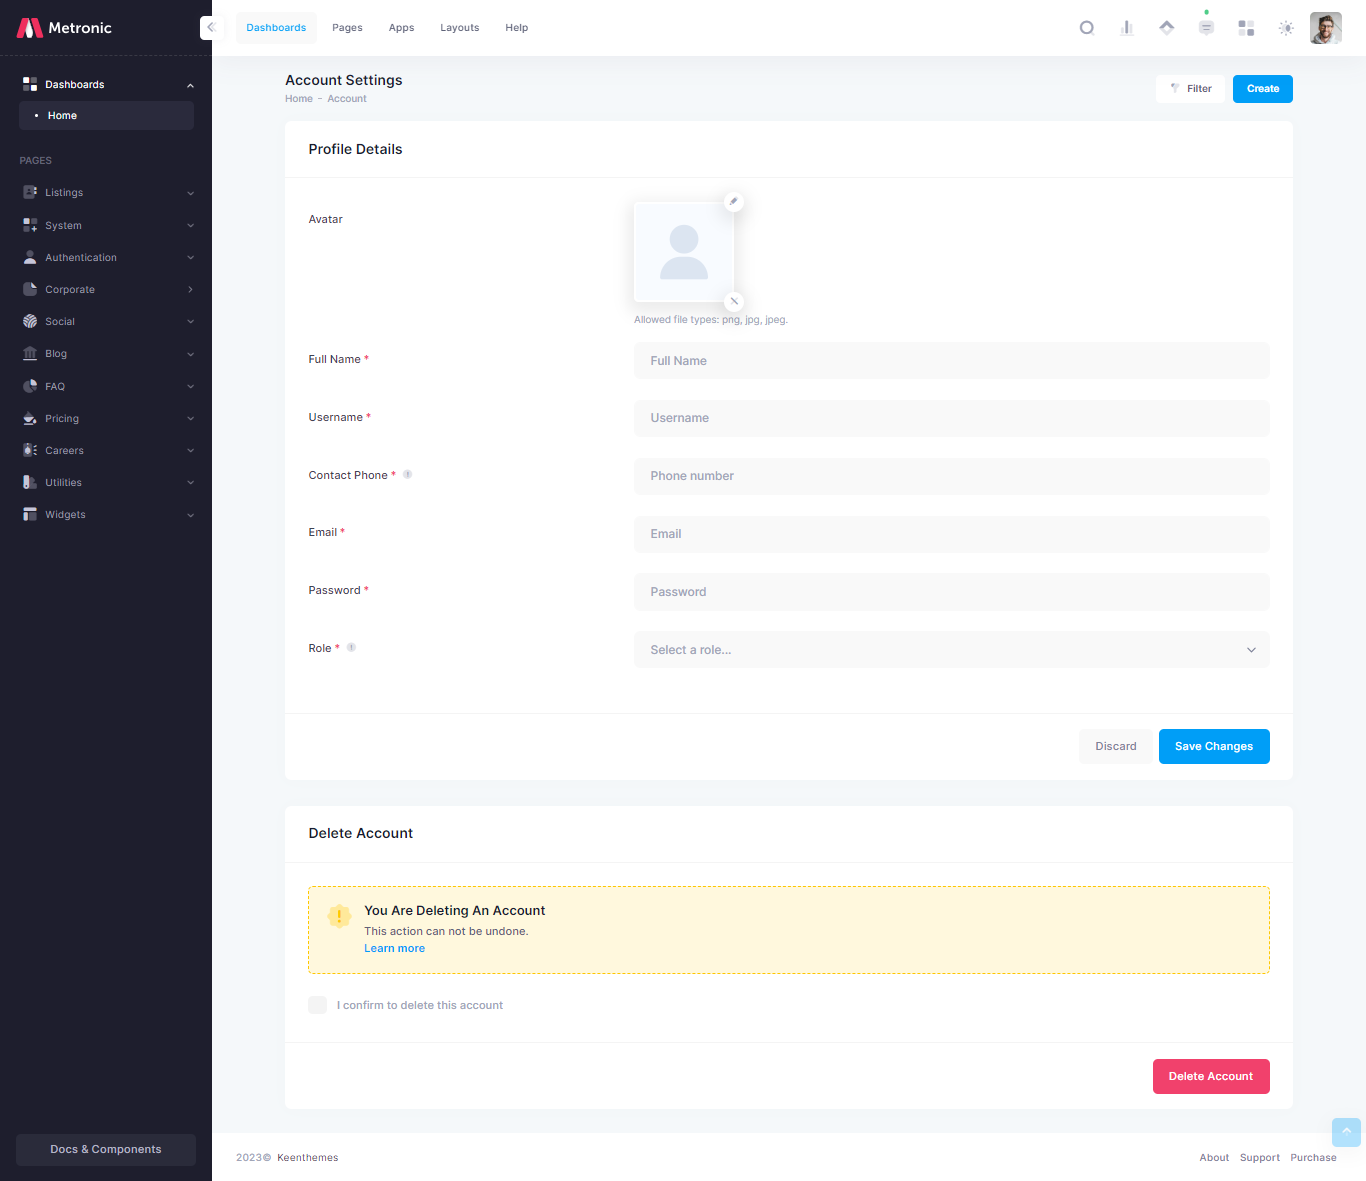 Metronic
Dashboards
Home
PAGES
Listings
System
Authentication
Corporate
Social
Blog
FAQ
Pricing
Careers
Utilities
Widgets
Docs & Components
Dashboards Pages Apps Layouts Help
Account Settings
Home - Account
Filter Create
Profile Details
Avatar
Allowed file types: png, jpg, jpeg.
Full Name * Full Name
Username * Username
Contact Phone * Phone number
Email * Email
Password * Password
Role * Select a role...
Discard Save Changes
Delete Account
You Are Deleting An Account
This action can not be undone.
Learn more
I confirm to delete this account
Delete Account
2023© Keenthemes
About Support Purchase